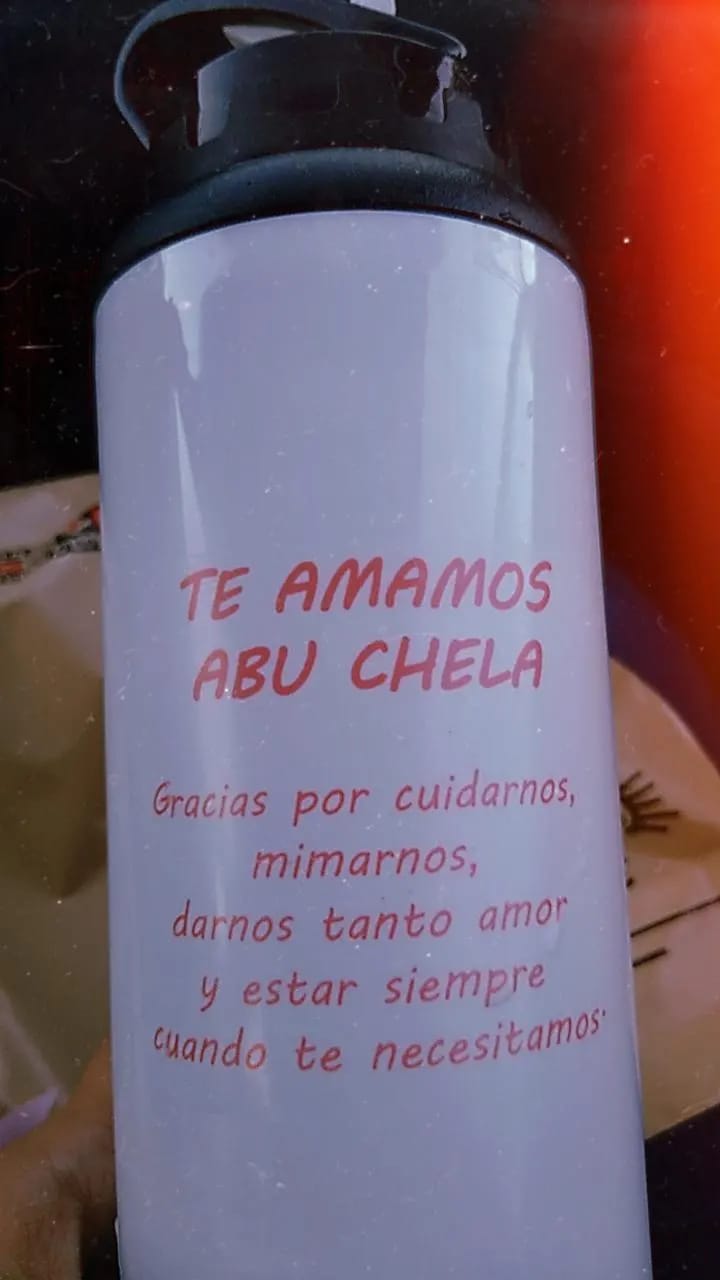 TE AMAMOS
ABU CHELA
Gracias por cuidarnos,
mimarnos,
darnos tanto amor
y estar siempre
cuando te necesitamos.